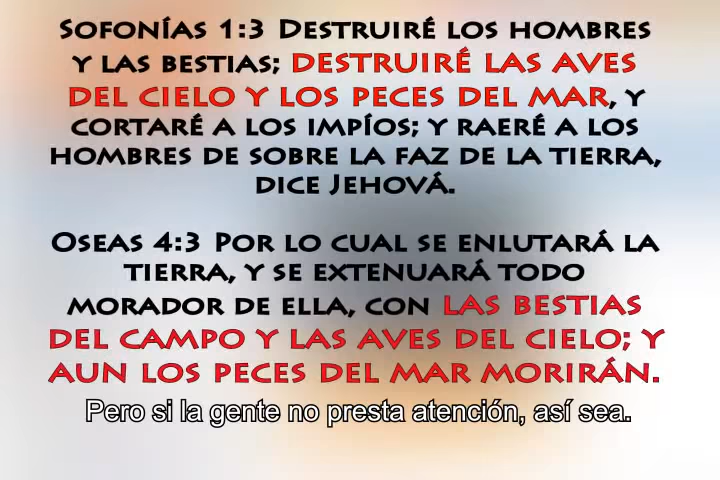 Sofonías 1:3 Destruiré los hombres
y las bestias; destruiré las aves
del cielo y los peces del mar, y
cortaré a los impíos; y raeré a los
hombres de sobre la faz de la tierra,
dice Jehová.
Oseas 4:3 Por lo cual se enlutará la
tierra, y se extenuará todo
morador de ella, con las bestias
del campo y las aves del cielo; y
aun los peces del mar morirán.
Pero si la gente no presta atención, así sea.